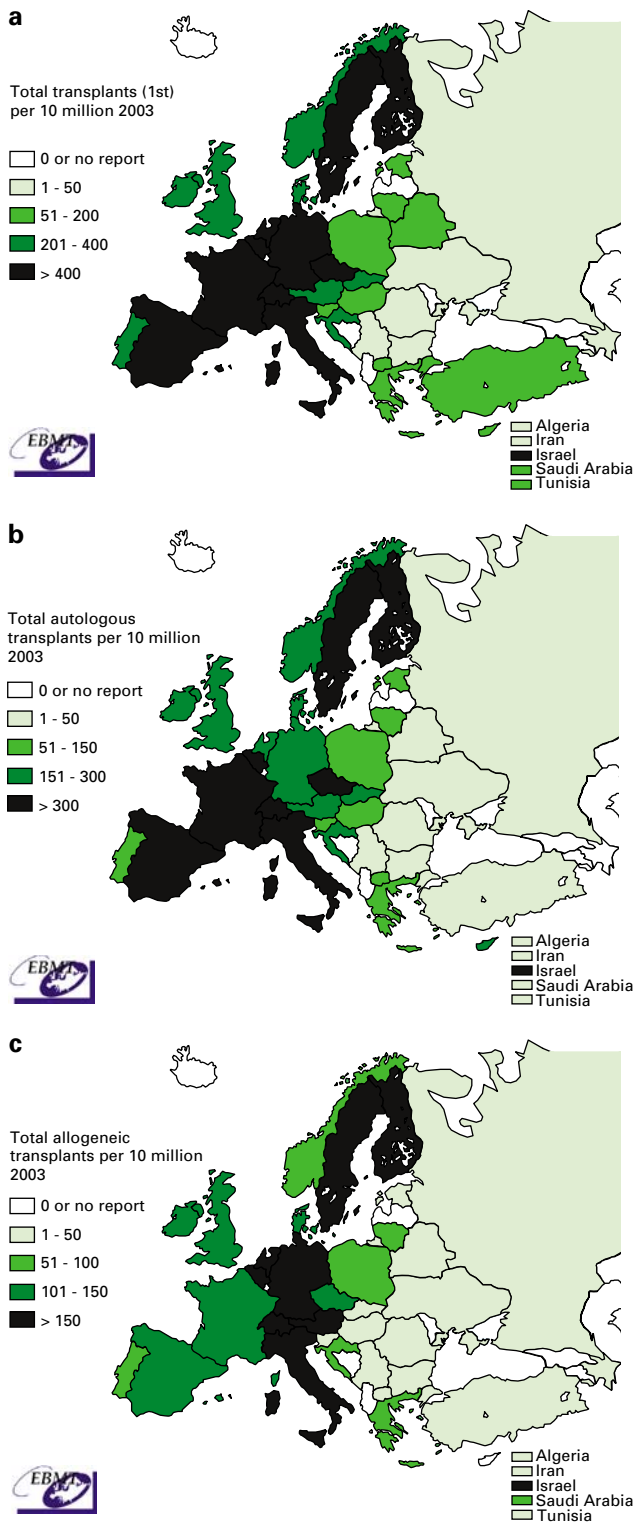 a
Total transplants (1st)
per 10 million 2003
0 or no report
1 - 50
51 - 200
201 - 400
> 400
EBMT
Algeria
Iran
Israel
Saudi Arabia
Tunisia
b
Total autologous
transplants per 10 million
2003
0 or no report
1 - 50
51 - 150
151 - 300
> 300
EBMT
Algeria
Iran
Israel
Saudi Arabia
Tunisia
c
Total allogeneic
transplants per 10 million
2003
0 or no report
1 - 50
51 - 100
101 - 150
> 150
EBMT
Algeria
Iran
Israel
Saudi Arabia
Tunisia